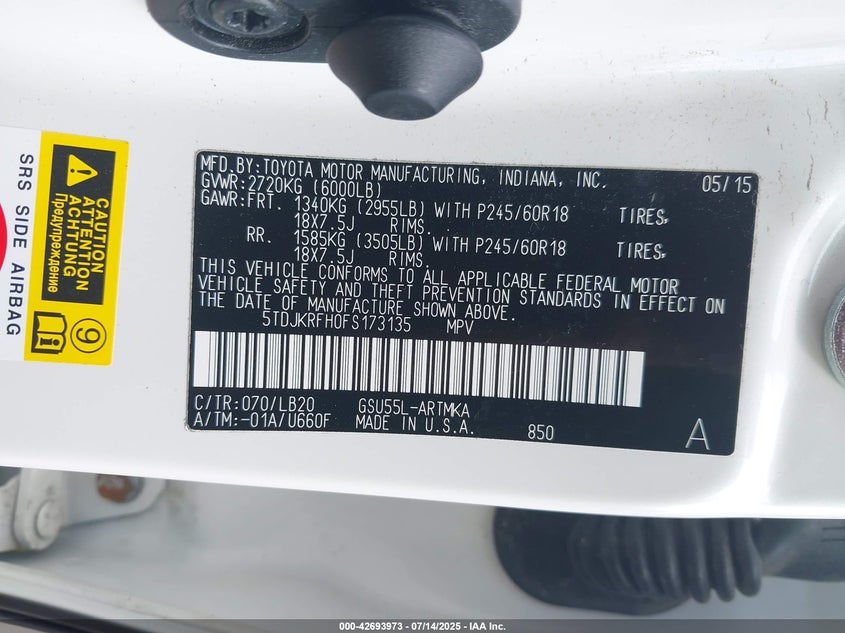 MFD.BY:TOYOTA MOTOR MANUFACTURING, INDIANA, INC. 05/15
GVWR:2720KG (6000LB)
GAWR:FRT. 1340KG (2955LB) WITH P245/60R18 TIRES,
18X7.5J RIMS.
RR. 1585KG (3505LB) WITH P245/60R18 TIRES,
18X7.5J RIMS.
THIS VEHICLE CONFORMS TO ALL APPLICABLE FEDERAL MOTOR
VEHICLE SAFETY AND THEFT PREVENTION STANDARDS IN EFFECT ON
THE DATE OF MANUFACTURE SHOWN ABOVE.
5TDJKRFH0FS173135 MPV
C/TR:070/LB20 GSU55L-ARTMKA
A/TM:-01A/U660F MADE IN U.S.A. 850 A
SRS SIDE AIRBAG
CAUTION
ATTENTION
ACHTUNG
Предупреждение
9
000-42693973 - 07/14/2025 - IAA Inc.